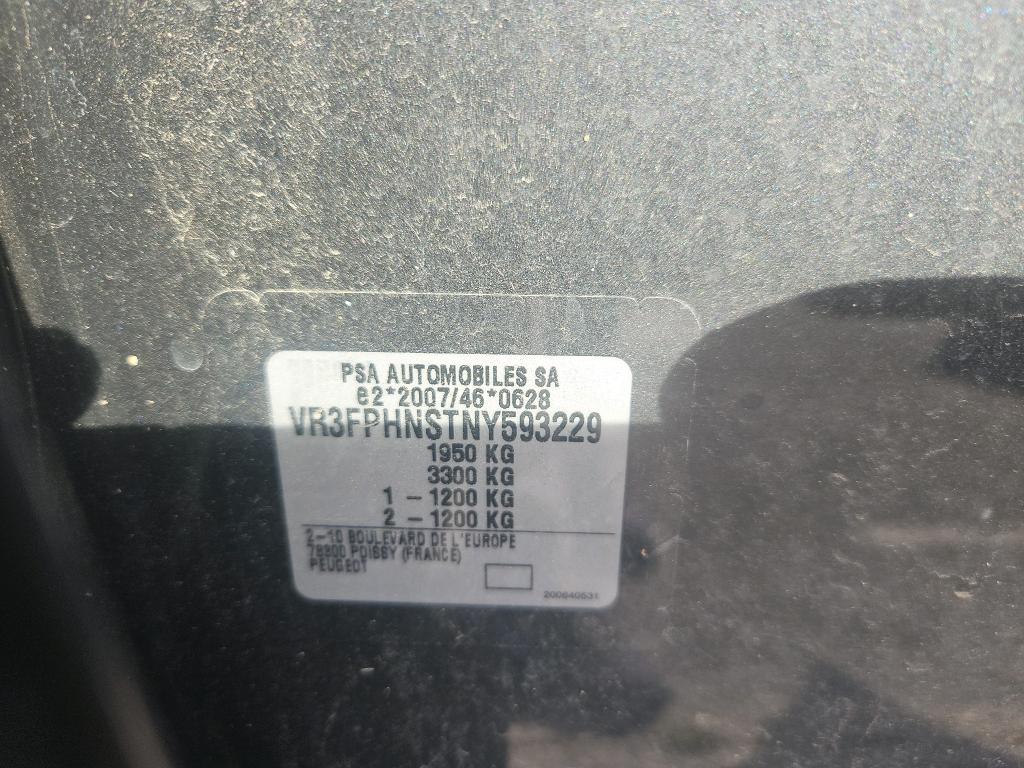 PSA AUTOMOBILES SA
e2*2007/46*0628
VR3FPHNSTNY593229
1950 KG
3300 KG
1 - 1200 KG
2 - 1200 KG
2-10 BOULEVARD DE L'EUROPE
78300 POISSY (FRANCE)
PEUGEOT
200640531